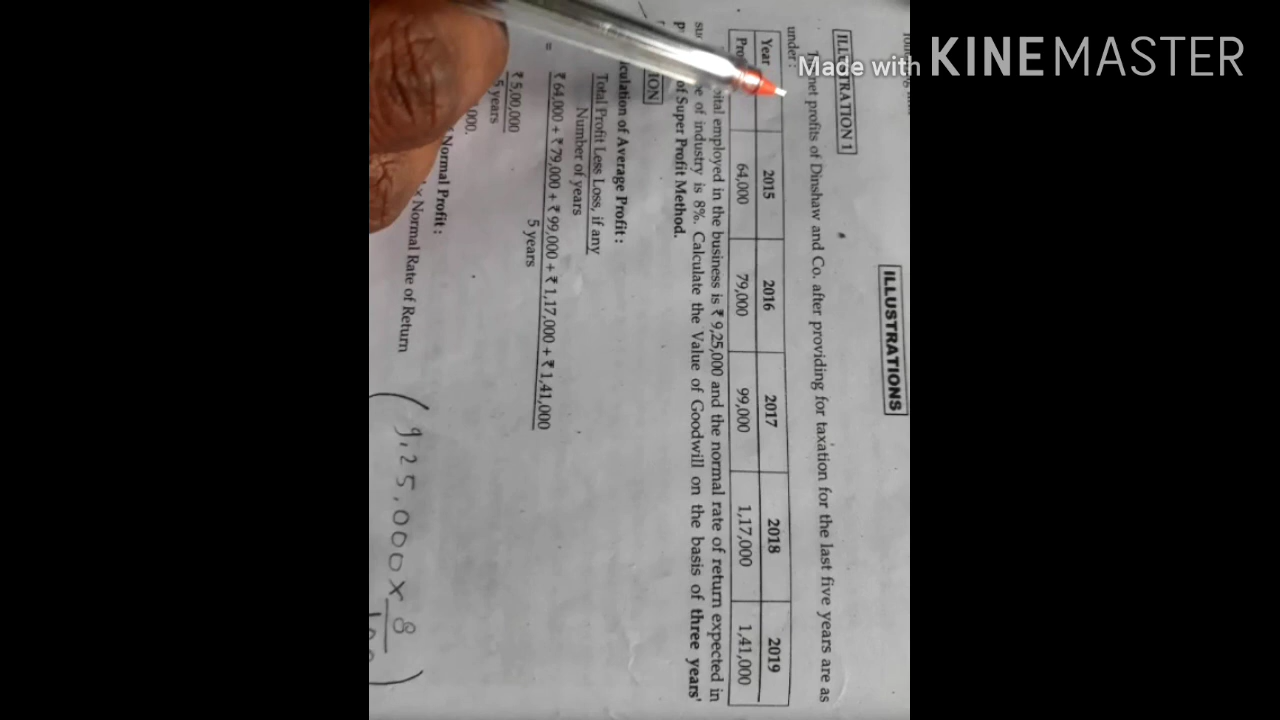 Made with KINEMASTER
ILLUSTRATIONS
ILLUSTRATION 1
net profits of Dinshaw and Co. after providing for taxation for the last five years are as
under :
Year 2015 2016 2017 2018 2019
64,000 79,000 99,000 1,17,000 1,41,000
employed in the business is ₹ 9,25,000 and the normal rate of return expected in
of industry is 8%. Calculate the Value of Goodwill on the basis of three years'
of Super Profit Method.
of Average Profit :
Total Profit Less Loss, if any
Number of years
= ₹ 64,000 + ₹ 79,000 + ₹ 99,000 + ₹ 1,17,000 + ₹ 1,41,000
5 years
₹ 5,00,000
5 years
Normal Profit :
× Normal Rate of Return (9,25,000 × 8